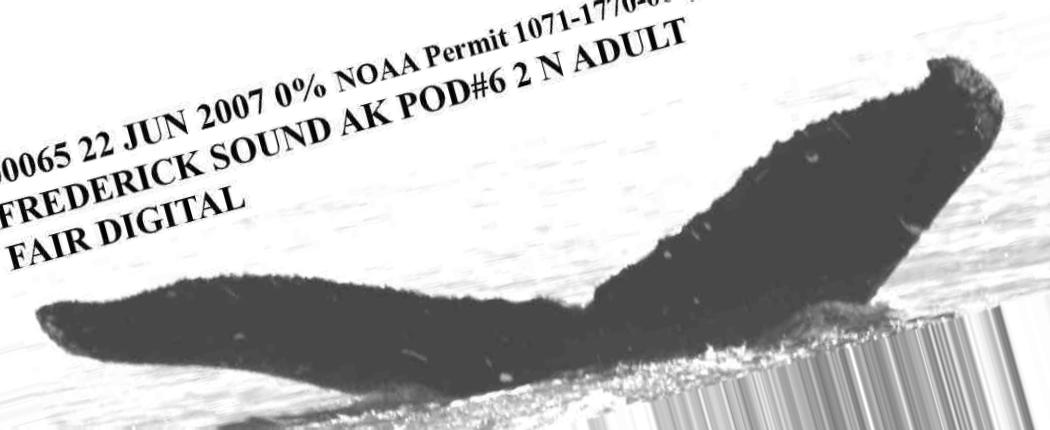 0065 22 JUN 2007 0% NOAA Permit
FREDERICK SOUND AK POD#6 2 N ADULT
FAIR DIGITAL